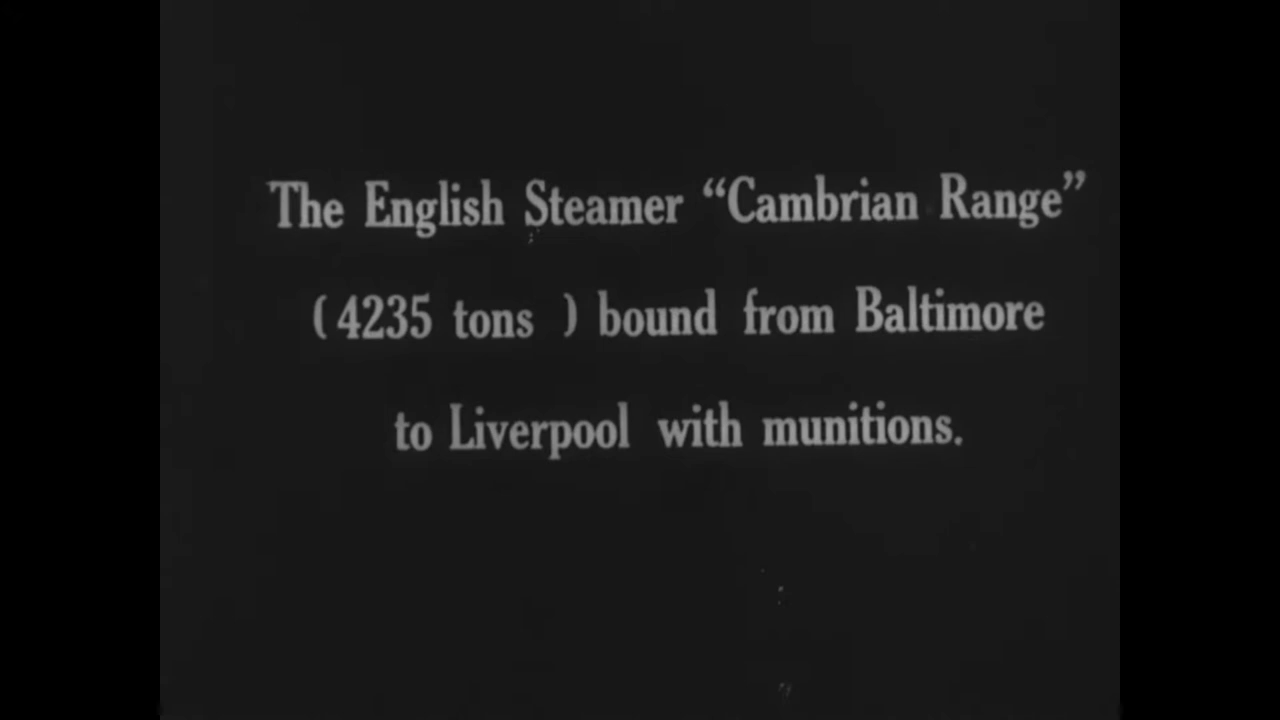 The English Steamer “Cambrian Range”
(4235 tons ) bound from Baltimore
to Liverpool with munitions.